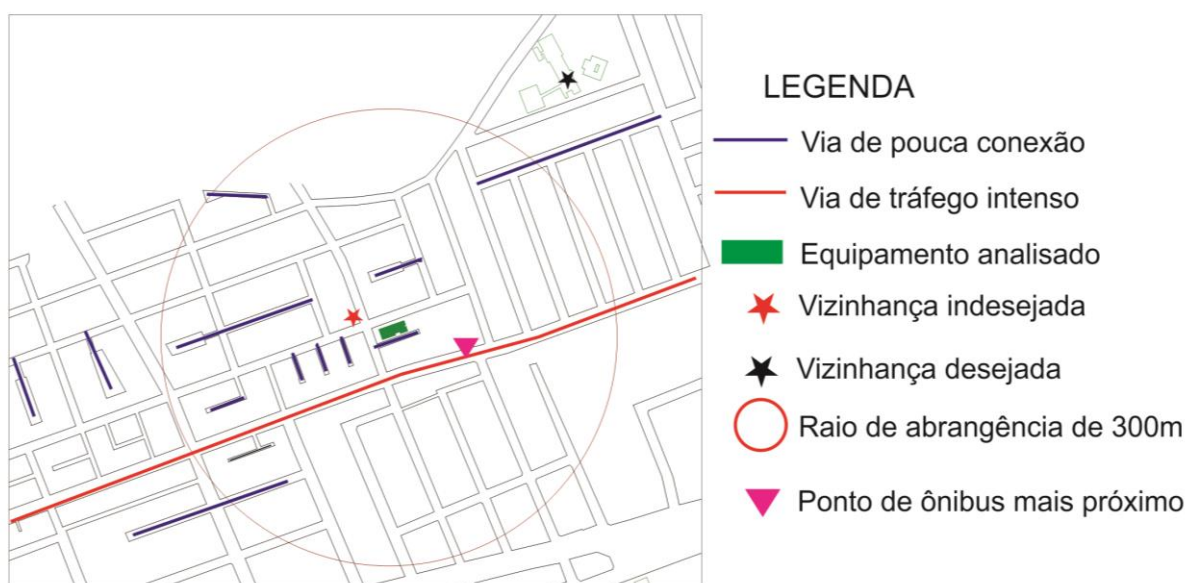 LEGENDA
Via de pouca conexão
Via de tráfego intenso
Equipamento analisado
Vizinhança indesejada
Vizinhança desejada
Raio de abrangência de 300m
Ponto de ônibus mais próximo